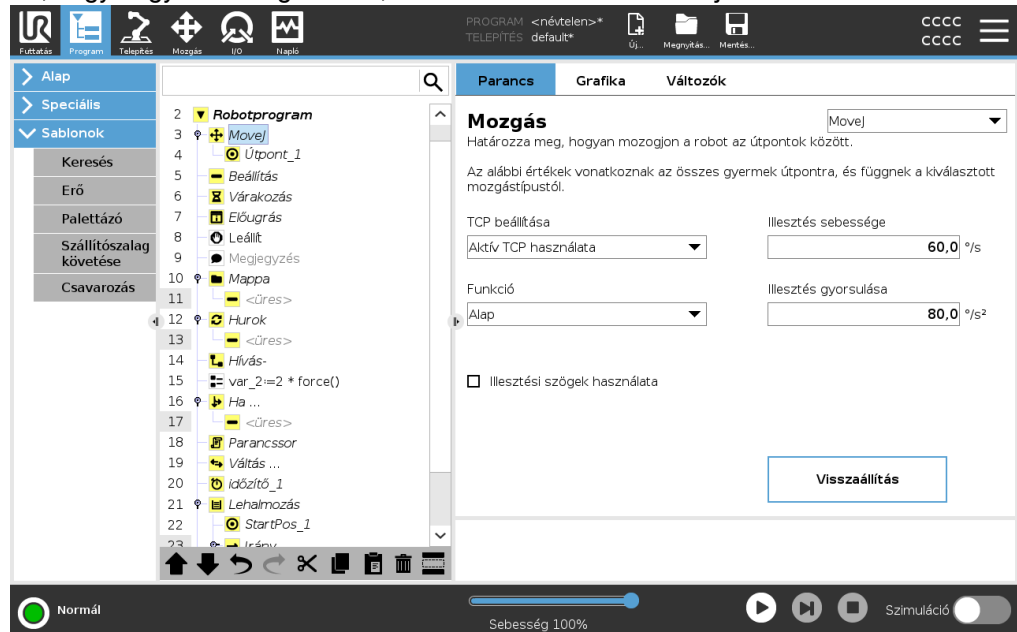 PROGRAM <névtelen>*
TELEPÍTÉS default*
Futtatás
Program
Telepítés
Mozgás
I/O
Napló
Új...
Megnyitás...
Mentés...
CCCC
CCCC
Alap
Speciális
Sablonok
Keresés
Erő
Palettázó
Szállítószalag
követése
Csavarozás
2 Robotprogram
3 MoveJ
4 Útpont_1
5 Beállítás
6 Várakozás
7 Előugrás
8 Leállít
9 Megjegyzés
10 Mappa
11 <üres>
12 Hurok
13 <üres>
14 Hívás-
15 var_2:=2 * force()
16 Ha ...
17 <üres>
18 Parancssor
19 Váltás ...
20 időzítő_1
21 Lehalmozás
22 StartPos_1
23 Irány
Parancs Grafika Változók
Mozgás
MoveJ
Határozza meg, hogyan mozogjon a robot az útpontok között.
Az alábbi értékek vonatkoznak az összes gyermek útpontra, és függnek a kiválasztott
mozgástípustól.
TCP beállítása
Illesztés sebessége
Aktív TCP használata
60,0 °/s
Funkció
Illesztés gyorsulása
Alap
80,0 °/s²
Illesztési szögek használata
Visszaállítás
Normál
Sebesség 100%
Szimuláció